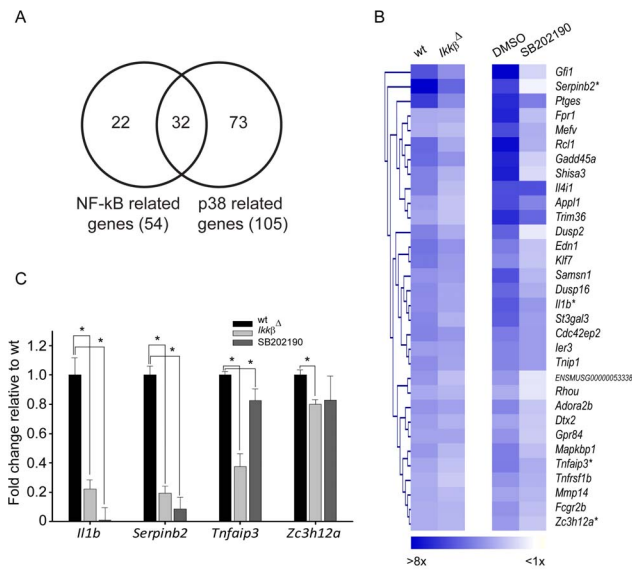 A
22
32
73
NF-kB related
genes (54)
p38 related
genes (105)
B
wt
IkkβΔ
DMSO
SB202190
Gfi1
Serpinb2*
Ptges
Fpr1
Mefv
Rcl1
Gadd45a
Shisa3
Il4i1
Appl1
Trim36
Dusp2
Edn1
Klf7
Samsn1
Dusp16
Il1b*
St3gal3
Cdc42ep2
Ier3
Tnip1
ENSMUSG00000053338
Rhou
Adora2b
Dtx2
Gpr84
Mapkbp1
Tnfaip3*
Tnfrsf1b
Mmp14
Fcgr2b
Zc3h12a*
>8x
<1x
C
wt
IkkβΔ
SB202190
Fold change relative to wt
1.2
1.0
0.8
0.6
0.4
0.2
0
*
*
*
*
*
*
*
Il1b
Serpinb2
Tnfaip3
Zc3h12a